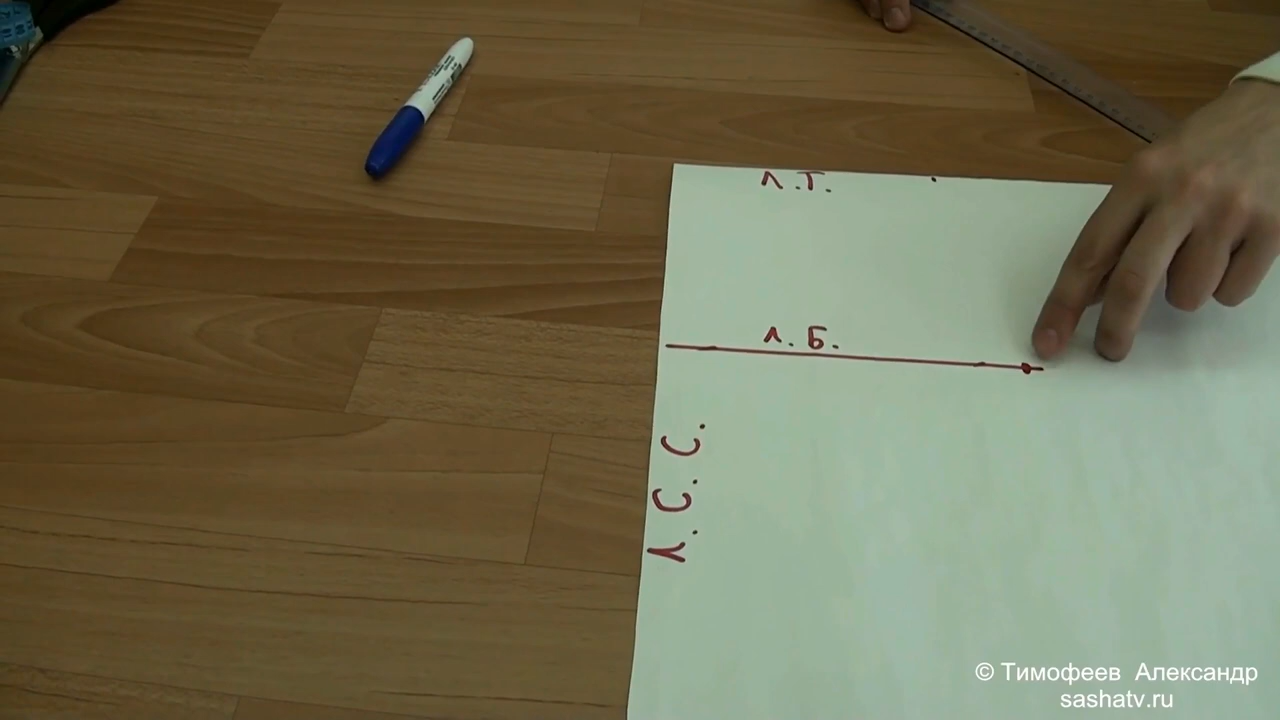 Л.Т.
Л. Б.
Л. С. С.
© Тимофеев Александр
sashatv.ru